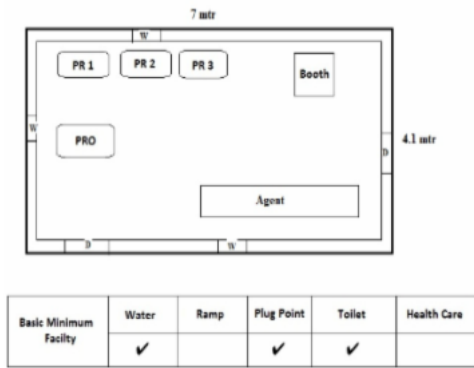 7 mtr
W
PR 1 PR 2 PR 3 Booth
W
PRO
4.1 mtr
D
Agent
D W
Basic Minimum Facilty Water Ramp Plug Point Toilet Health Care
✔ ✔ ✔